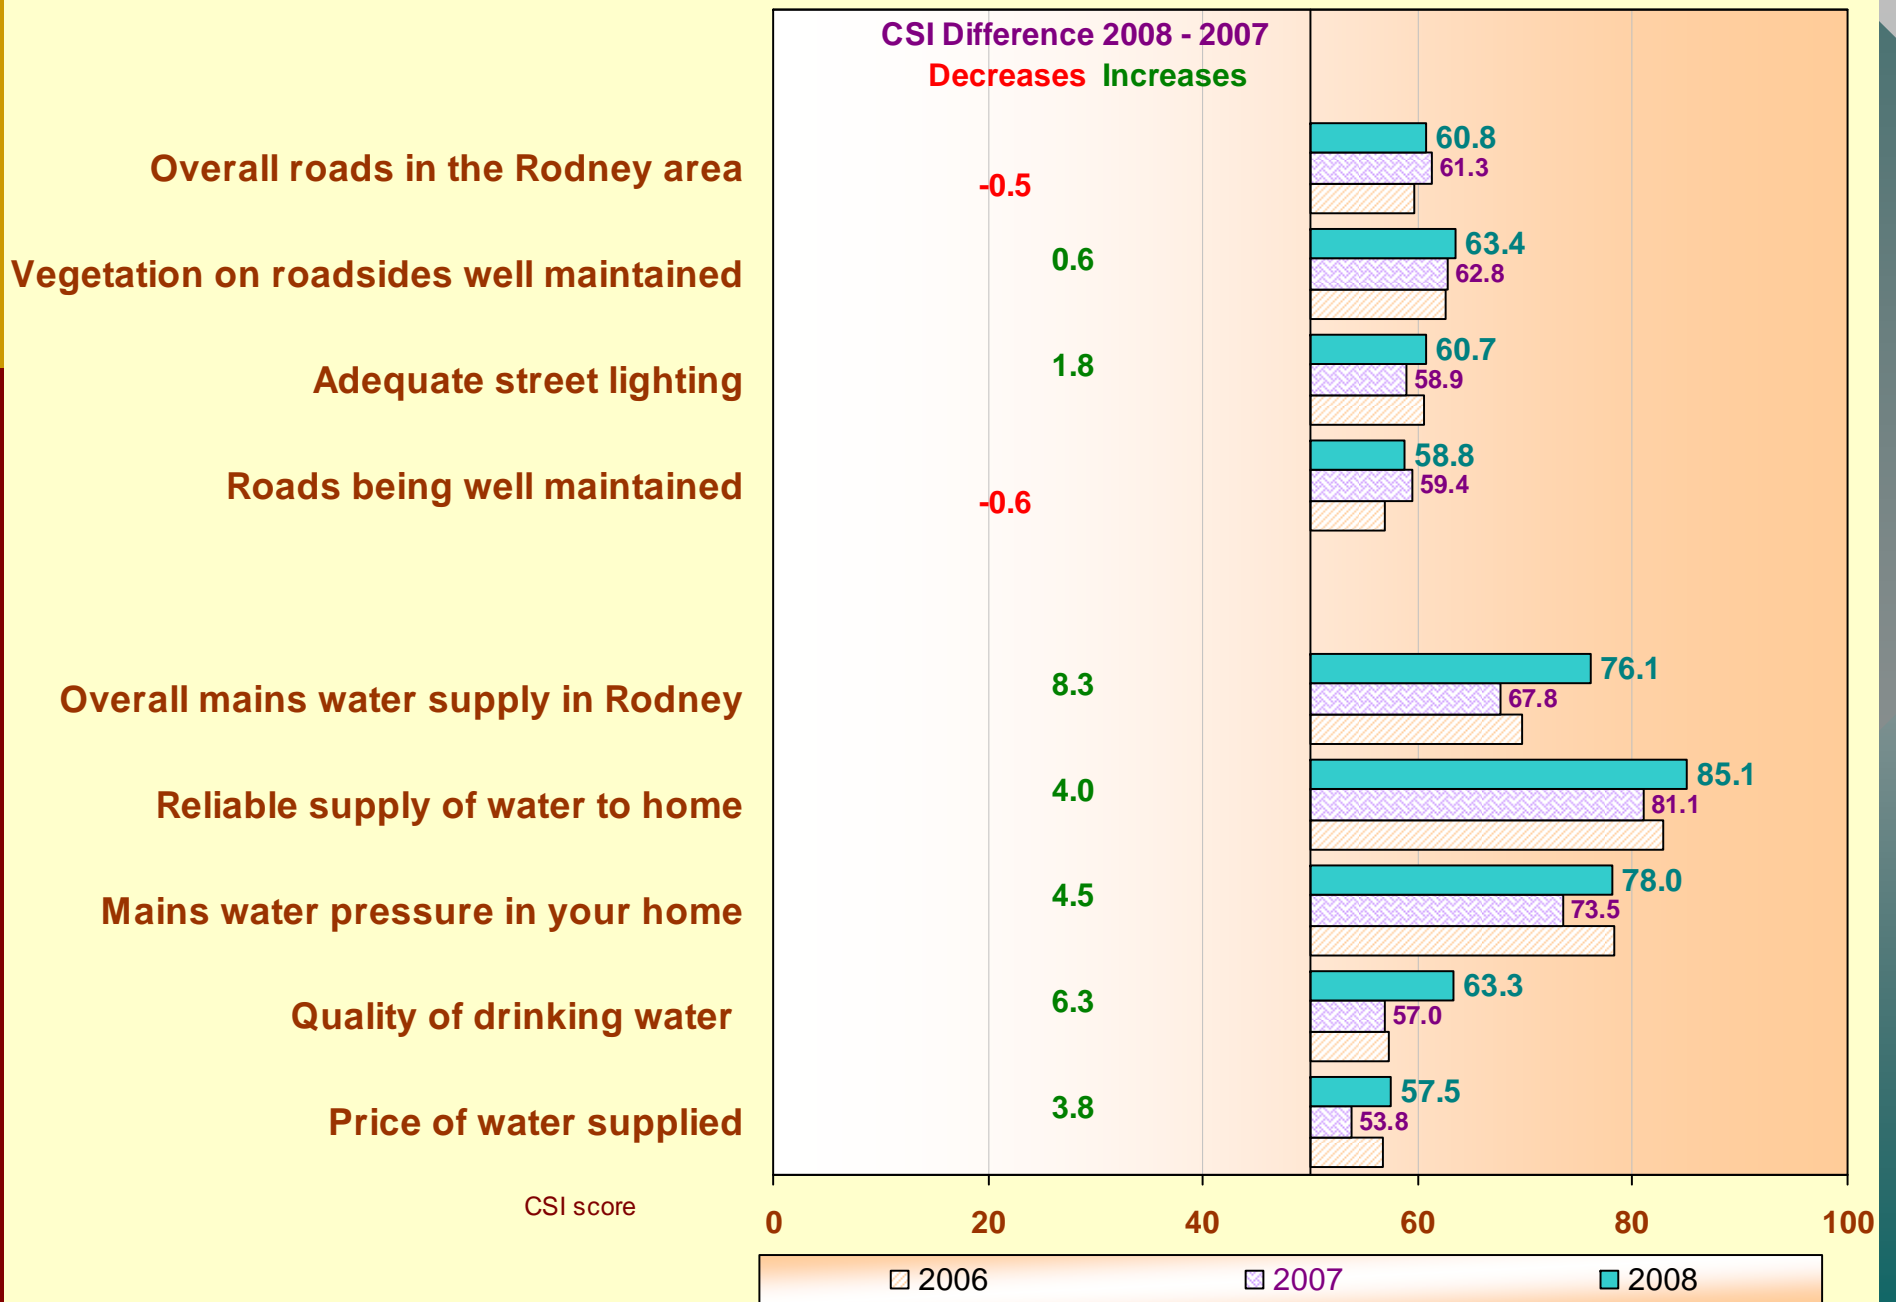 CSI Difference 2008 - 2007
Decreases Increases
Overall roads in the Rodney area -0.5 60.8 61.3
Vegetation on roadsides well maintained 0.6 63.4 62.8
Adequate street lighting 1.8 60.7 58.9
Roads being well maintained -0.6 58.8 59.4
Overall mains water supply in Rodney 8.3 76.1 67.8
Reliable supply of water to home 4.0 85.1 81.1
Mains water pressure in your home 4.5 78.0 73.5
Quality of drinking water 6.3 63.3 57.0
Price of water supplied 3.8 57.5 53.8
CSI score 0 20 40 60 80 100
2006 2007 2008